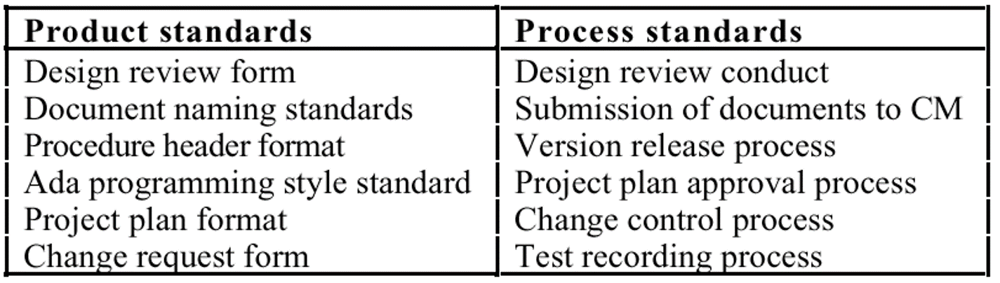 Product standards
Process standards
Design review form
Design review conduct
Document naming standards
Submission of documents to CM
Procedure header format
Version release process
Ada programming style standard
Project plan approval process
Project plan format
Change control process
Change request form
Test recording process